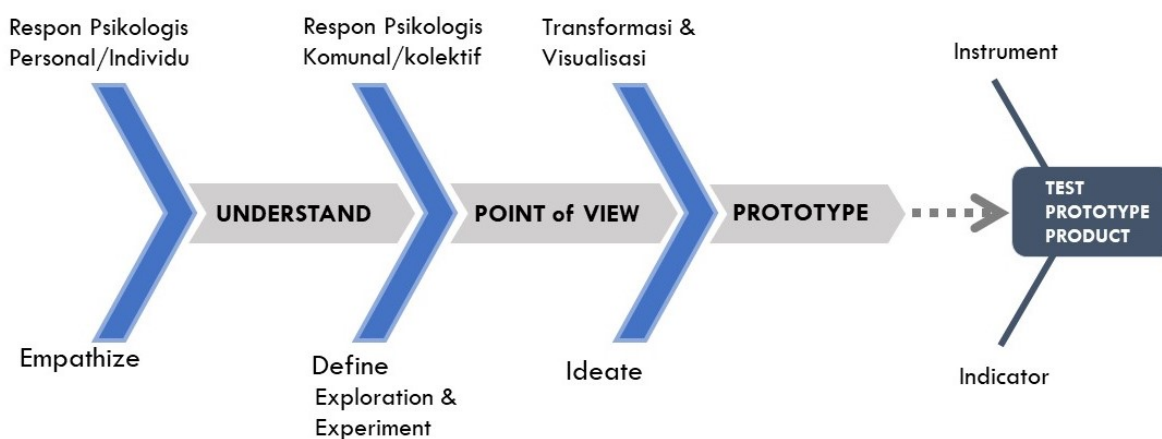 Respon Psikologis
Personal/Individu
Respon Psikologis
Komunal/kolektif
Transformasi &
Visualisasi
Instrument
UNDERSTAND
POINT of VIEW
PROTOTYPE
TEST
PROTOTYPE
PRODUCT
Empathize
Define
Exploration &
Experiment
Ideate
Indicator